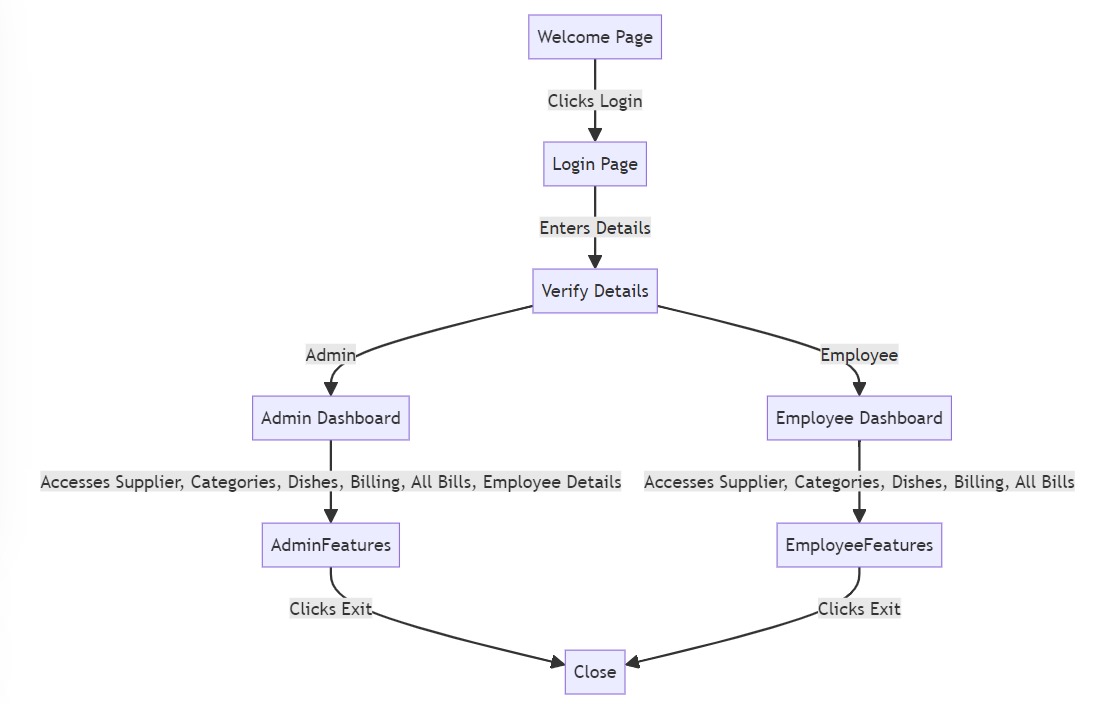 Welcome Page
Clicks Login
Login Page
Enters Details
Verify Details
Admin
Employee
Admin Dashboard
Employee Dashboard
Accesses Supplier, Categories, Dishes, Billing, All Bills, Employee Details
Accesses Supplier, Categories, Dishes, Billing, All Bills
AdminFeatures
EmployeeFeatures
Clicks Exit
Clicks Exit
Close